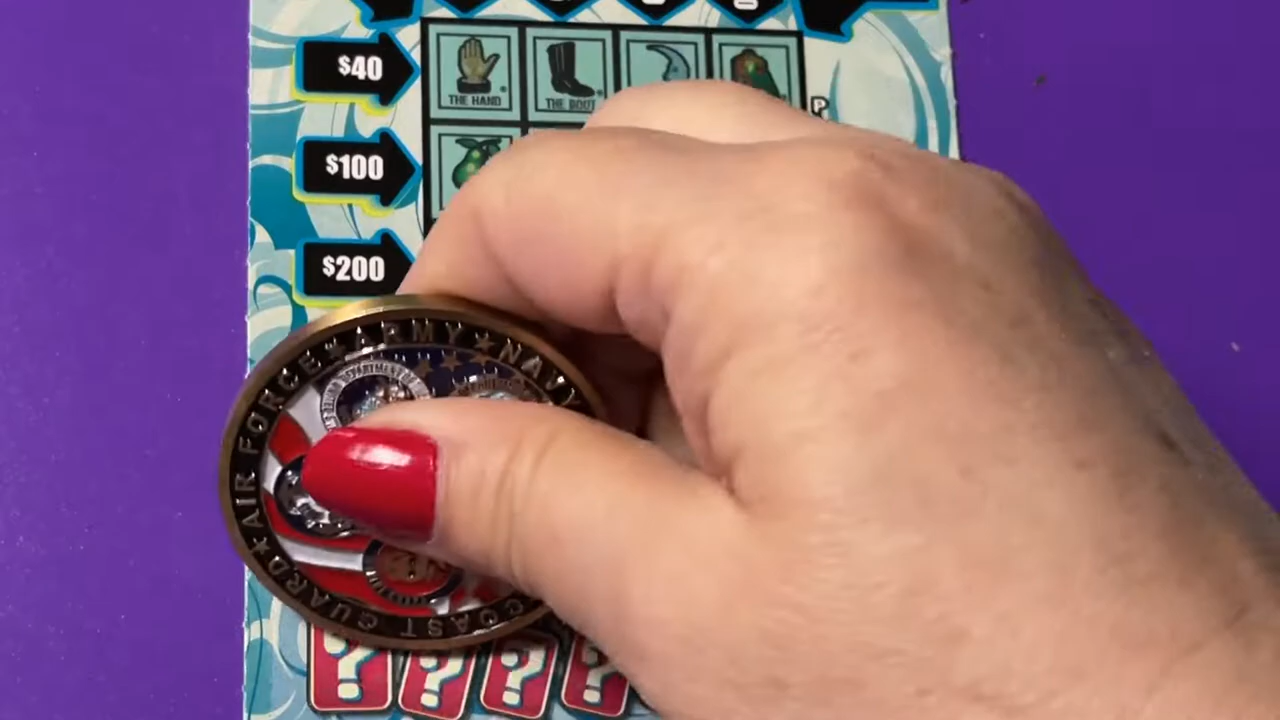 $40
THE HAND
THE BOOT
P
$100
$200
AIR FORCE ★ ARMY ★ NAVY
COAST GUARD ★
? ? ? ?